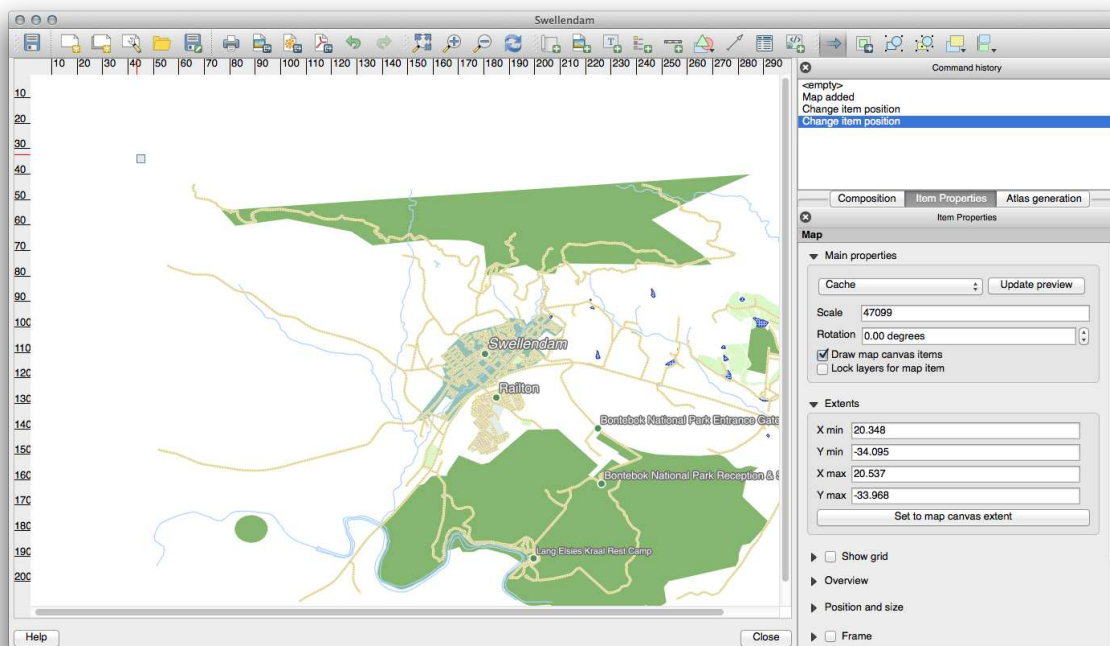 Swellendam
10 20 30 40 50 60 70 80 90 100 110 120 130 140 150 160 170 180 190 200 210 220 230 240 250 260 270 280 290
Command history
<empty>
Map added
Change item position
Change item position
Composition Item Properties Atlas generation
Item Properties
Map
Main properties
Cache Update preview
Scale 47099
Rotation 0.00 degrees
Draw map canvas items
Lock layers for map item
Extents
X min 20.348
Y min -34.095
X max 20.537
Y max -33.968
Set to map canvas extent
Show grid
Overview
Position and size
Frame
10
20
30
40
50
60
70
80
90
100
110
120
130
140
150
160
170
180
190
200
Swellendam
Railton
Bontebok National Park Entrance Gate
Bontebok National Park Reception & S
Lang Elsies Kraal Rest Camp
Help Close